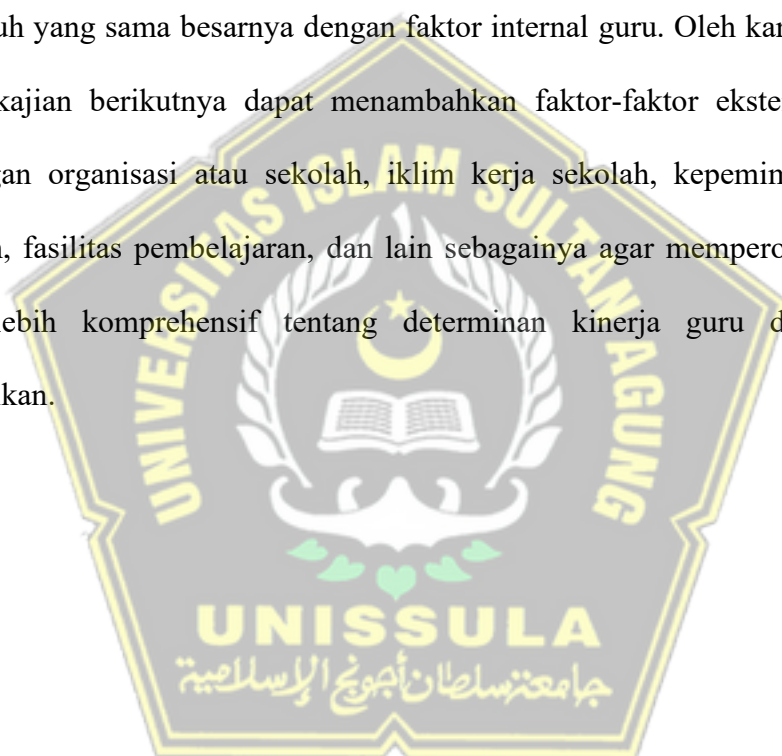 uh yang sama besarnya dengan faktor internal guru. Oleh kar
kajian berikutnya dapat menambahkan faktor-faktor ekste
gan organisasi atau sekolah, iklim kerja sekolah, kepemin
n, fasilitas pembelajaran, dan lain sebagainya agar mempero
lebih komprehensif tentang determinan kinerja guru d
kan.
UNIVERSITAS ISLAM SULTAN AGUNG
UNISSULA
جامعة سلطان أجونج الإسلامية